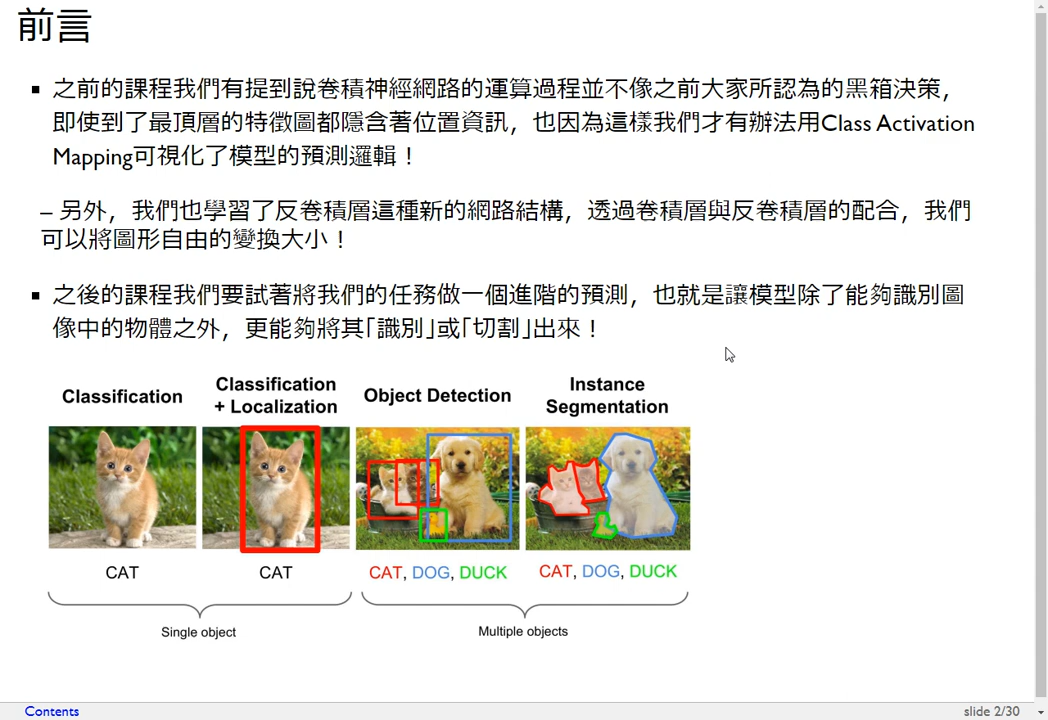 前言
▪ 之前的課程我們有提到說卷積神經網路的運算過程並不像之前大家所認為的黑箱決策，
即使到了最頂層的特徵圖都隱含著位置資訊，也因為這樣我們才有辦法用Class Activation
Mapping可視化了模型的預測邏輯！
– 另外，我們也學習了反卷積層這種新的網路結構，透過卷積層與反卷積層的配合，我們
可以將圖形自由的變換大小！
▪ 之後的課程我們要試著將我們的任務做一個進階的預測，也就是讓模型除了能夠識別圖
像中的物體之外，更能夠將其「識別」或「切割」出來！
Classification
Classification
+ Localization
Object Detection
Instance
Segmentation
CAT
CAT
CAT, DOG, DUCK
CAT, DOG, DUCK
Single object
Multiple objects
Contents
slide 2/30